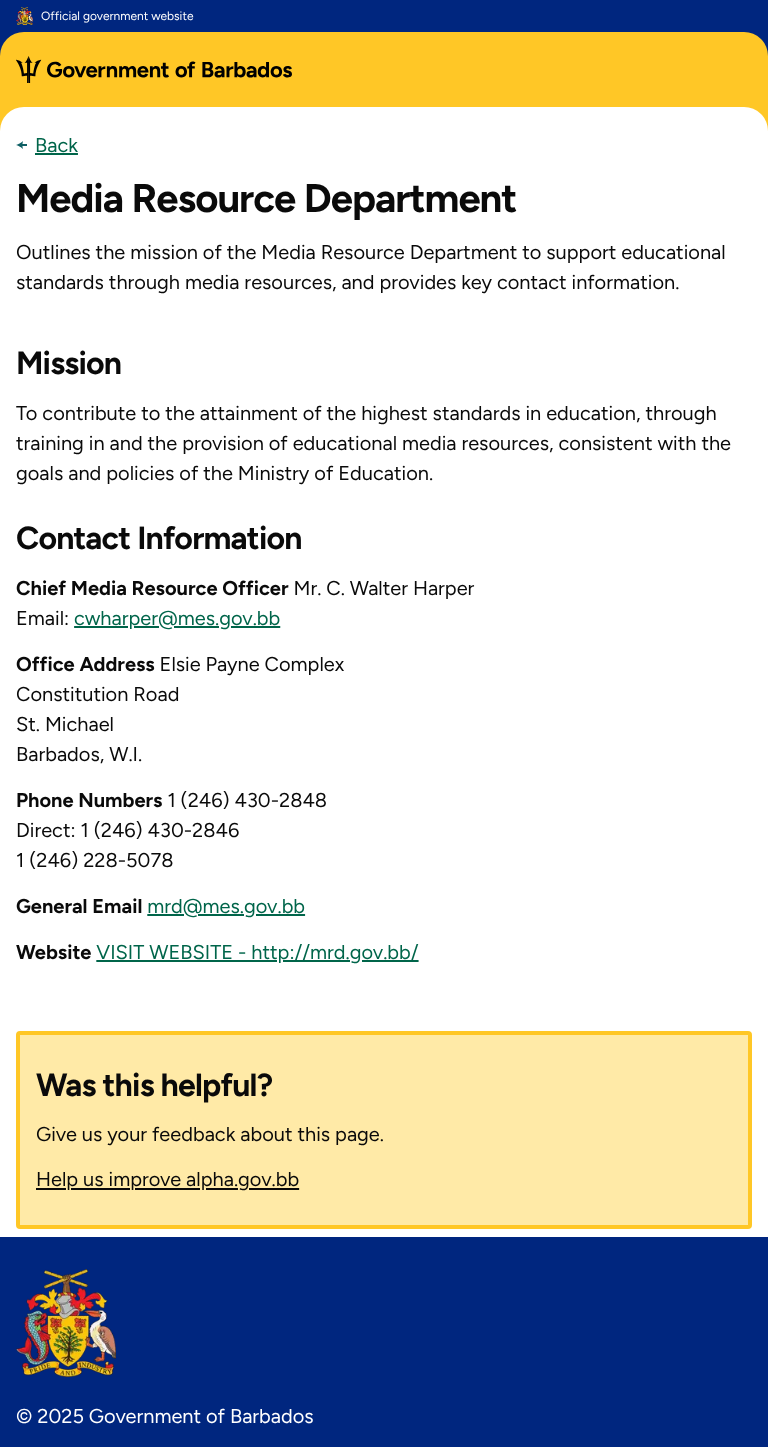 Official government website
Government of Barbados
Back
Media Resource Department
Outlines the mission of the Media Resource Department to support educational
standards through media resources, and provides key contact information.
Mission
To contribute to the attainment of the highest standards in education, through
training in and the provision of educational media resources, consistent with the
goals and policies of the Ministry of Education.
Contact Information
Chief Media Resource Officer Mr. C. Walter Harper
Email: cwharper@mes.gov.bb
Office Address Elsie Payne Complex
Constitution Road
St. Michael
Barbados, W.I.
Phone Numbers 1 (246) 430-2848
Direct: 1 (246) 430-2846
1 (246) 228-5078
General Email mrd@mes.gov.bb
Website VISIT WEBSITE - http://mrd.gov.bb/
Was this helpful?
Give us your feedback about this page.
Help us improve alpha.gov.bb
PRIDE AND INDUSTRY
© 2025 Government of Barbados